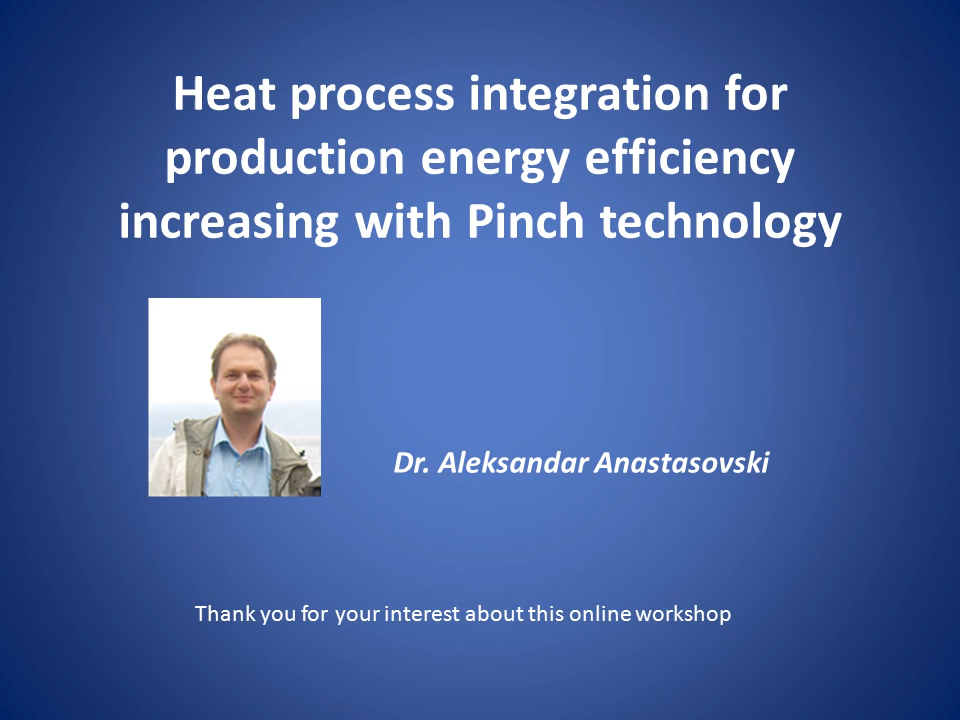 Heat process integration for
production energy efficiency
increasing with Pinch technology
Dr. Aleksandar Anastasovski
Thank you for your interest about this online workshop